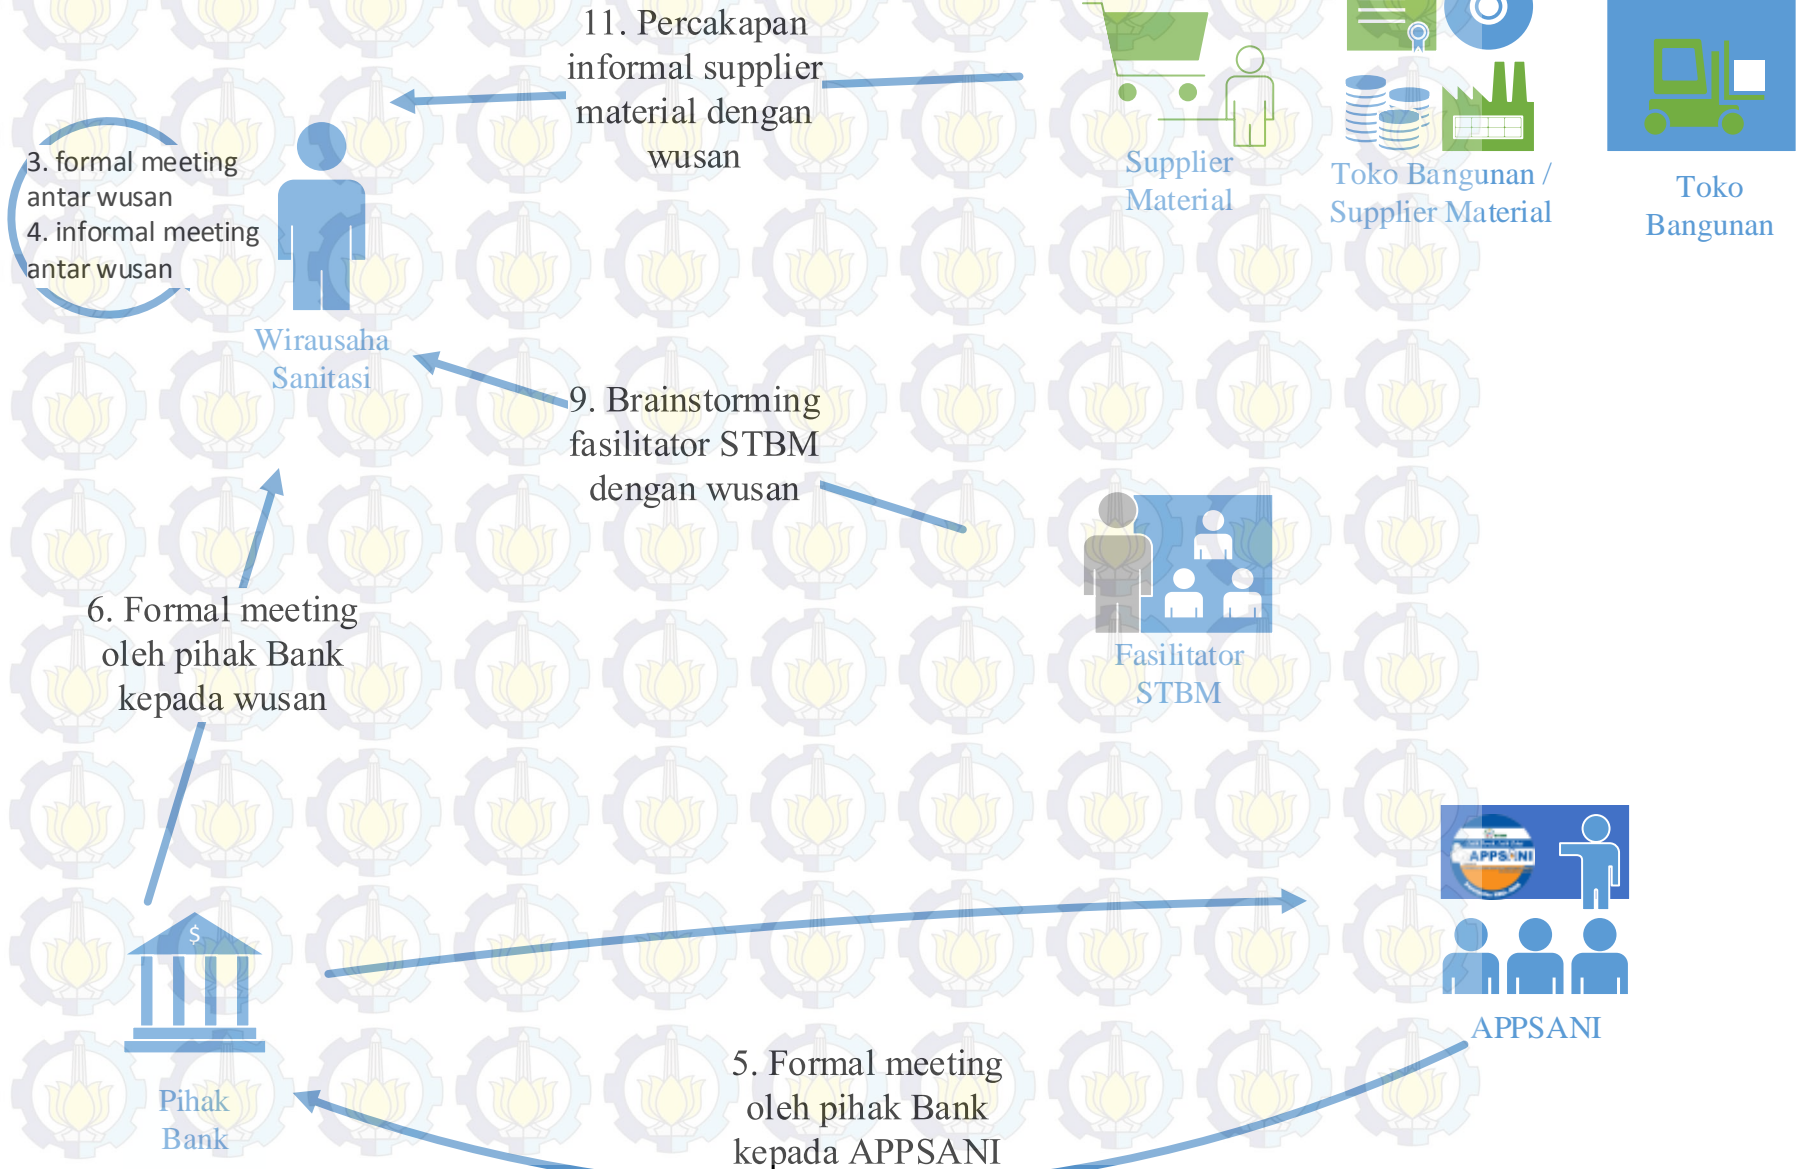 11. Percakapan
informal supplier
material dengan
wusan
Supplier
Material
Toko Bangunan /
Supplier Material
Toko
Bangunan
3. formal meeting
antar wusan
4. informal meeting
antar wusan
Wirausaha
Sanitasi
9. Brainstorming
fasilitator STBM
dengan wusan
Fasilitator
STBM
6. Formal meeting
oleh pihak Bank
kepada wusan
APPSANI
$
APPSANI
Pihak
Bank
5. Formal meeting
oleh pihak Bank
kepada APPSANI